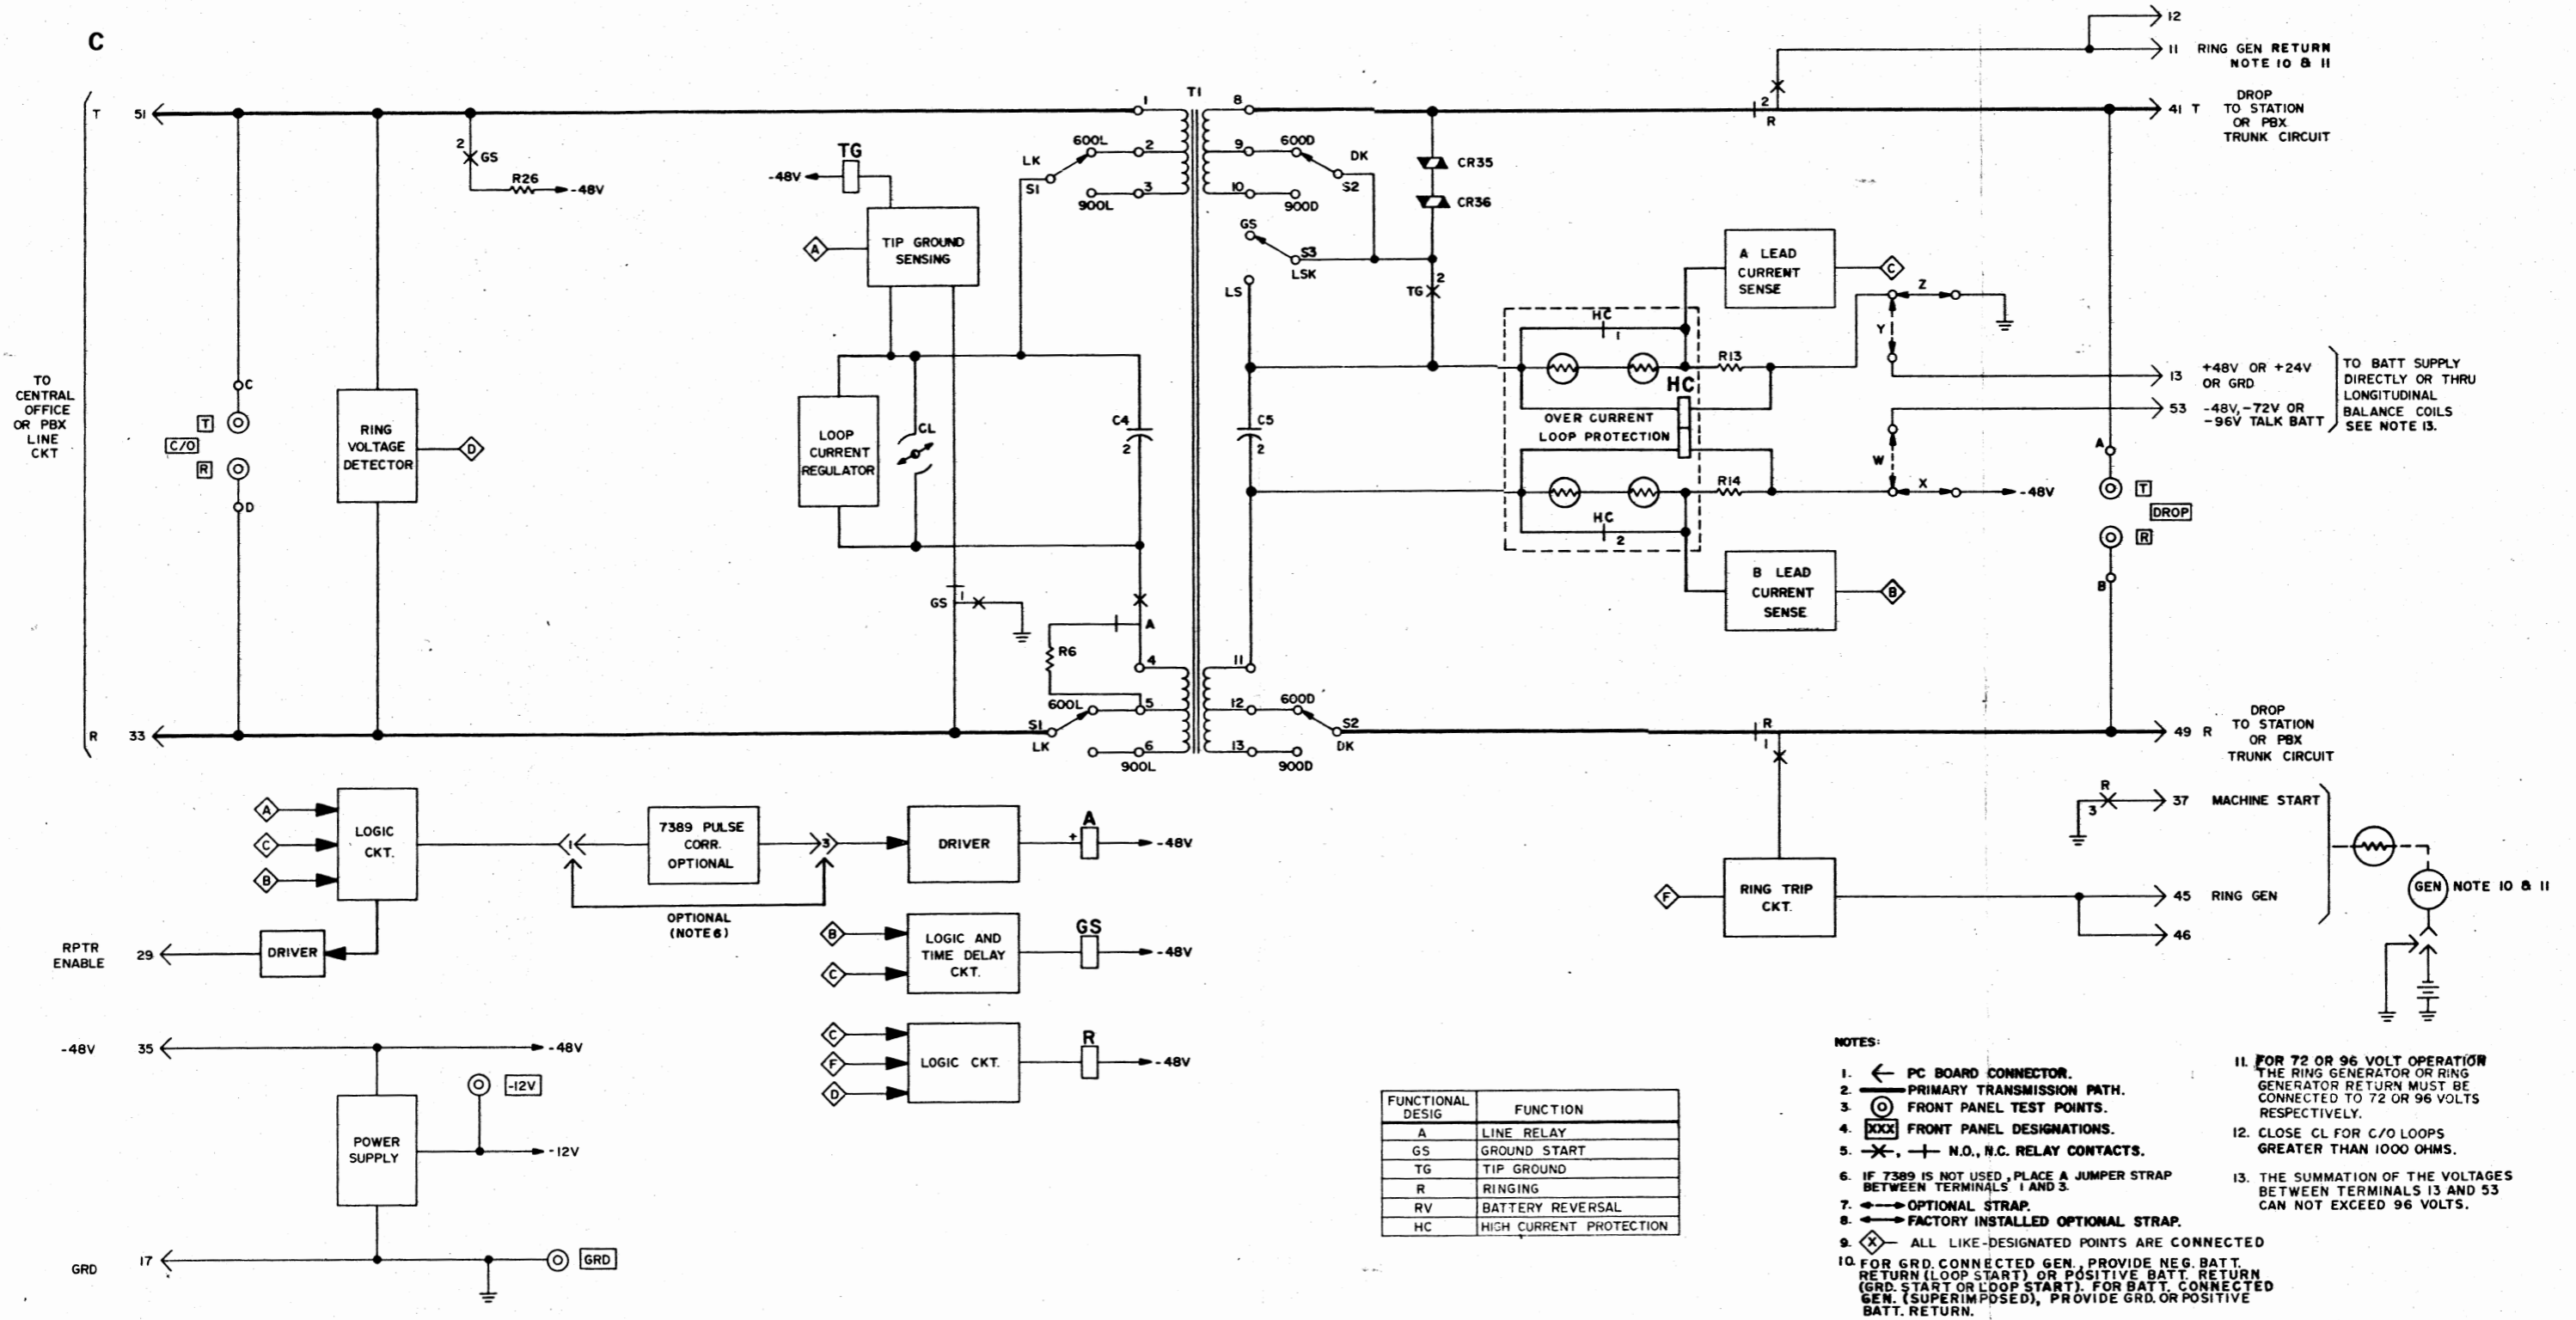 C
12
11 RING GEN RETURN
NOTE 10 & 11
T 51
GS
2
R26
-48V
TG
-48V
A
TIP GROUND
SENSING
LK
S1
600L
900L
1
2
3
T1
8
9
10
600D
900D
DK
S2
GS
S3
LSK
LS
CR35
CR36
TG
2
2
R
41 T
DROP
TO STATION
OR PBX
TRUNK CIRCUIT
A LEAD
CURRENT
SENSE
C
Z
Y
HC
1
R13
HC
OVER CURRENT
LOOP PROTECTION
R14
HC
2
W
X
-48V
13
+48V OR +24V
OR GRD
53
-48V,-72V OR
-96V TALK BATT
TO BATT SUPPLY
DIRECTLY OR THRU
LONGITUDINAL
BALANCE COILS
SEE NOTE 13.
A
T
DROP
R
B
B LEAD
CURRENT
SENSE
B
TO
CENTRAL
OFFICE
OR PBX
LINE
CKT
C
T
C/O
R
D
RING
VOLTAGE
DETECTOR
D
LOOP
CURRENT
REGULATOR
CL
C4
2
C5
2
GS
1
A
R6
4
5
6
600L
900L
S1
LK
11
12
13
600D
900D
S2
DK
R 33
R
1
49 R
DROP
TO STATION
OR PBX
TRUNK CIRCUIT
A
C
B
LOGIC
CKT.
1
7389 PULSE
CORR.
OPTIONAL
3
OPTIONAL
(NOTE 6)
DRIVER
A
+
-48V
R
3
37 MACHINE START
F
RING TRIP
CKT.
45 RING GEN
46
GEN
NOTE 10 & 11
RPTR
ENABLE
29
DRIVER
B
C
LOGIC AND
TIME DELAY
CKT.
GS
-48V
C
F
D
LOGIC CKT.
R
-48V
-48V 35
-48V
-12V
POWER
SUPPLY
-12V
GRD 17
GRD
FUNCTIONAL
DESIG
FUNCTION
A LINE RELAY
GS GROUND START
TG TIP GROUND
R RINGING
RV BATTERY REVERSAL
HC HIGH CURRENT PROTECTION
NOTES:
1. PC BOARD CONNECTOR.
2. PRIMARY TRANSMISSION PATH.
3. FRONT PANEL TEST POINTS.
4. XXX FRONT PANEL DESIGNATIONS.
5. , N.O., N.C. RELAY CONTACTS.
6. IF 7389 IS NOT USED, PLACE A JUMPER STRAP
BETWEEN TERMINALS 1 AND 3.
7. OPTIONAL STRAP.
8. FACTORY INSTALLED OPTIONAL STRAP.
9. X ALL LIKE-DESIGNATED POINTS ARE CONNECTED
10. FOR GRD. CONNECTED GEN., PROVIDE NEG. BATT.
RETURN (LOOP START) OR POSITIVE BATT. RETURN
(GRD. START OR LOOP START). FOR BATT. CONNECTED
GEN. (SUPERIMPOSED), PROVIDE GRD. OR POSITIVE
BATT. RETURN.
11. FOR 72 OR 96 VOLT OPERATION
THE RING GENERATOR OR RING
GENERATOR RETURN MUST BE
CONNECTED TO 72 OR 96 VOLTS
RESPECTIVELY.
12. CLOSE CL FOR C/O LOOPS
GREATER THAN 1000 OHMS.
13. THE SUMMATION OF THE VOLTAGES
BETWEEN TERMINALS 13 AND 53
CAN NOT EXCEED 96 VOLTS.